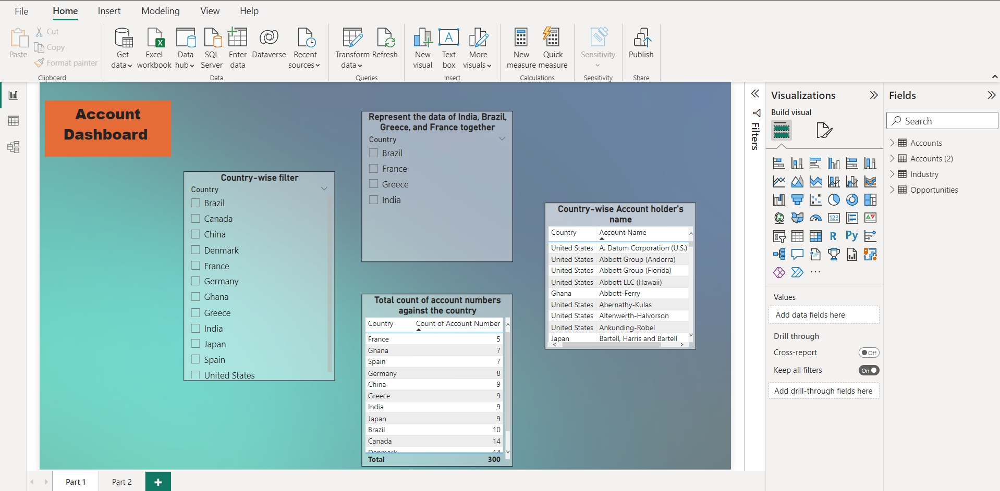 File Home Insert Modeling View Help
Paste
Cut
Copy
Format painter
Clipboard
Get data
Excel workbook
Data hub
SQL Server
Enter data
Dataverse
Recent sources
Data
Transform data
Refresh
Queries
New visual
Text box
More visuals
Insert
New measure
Quick measure
Calculations
Sensitivity
Sensitivity
Publish
Share
Account
Dashboard
Country-wise filter
Country
Brazil
Canada
China
Denmark
France
Germany
Ghana
Greece
India
Japan
Spain
United States
Represent the data of India, Brazil,
Greece, and France together
Country
Brazil
France
Greece
India
Total count of account numbers
against the country
Country Count of Account Number
France 5
Ghana 7
Spain 7
Germany 8
China 9
Greece 9
India 9
Japan 9
Brazil 10
Canada 14
Denmark 14
Total 300
Country-wise Account holder's
name
Country Account Name
United States A. Datum Corporation (U.S.)
United States Abbott Group (Andorra)
United States Abbott Group (Florida)
United States Abbott LLC (Hawaii)
Ghana Abbott-Ferry
United States Abernathy-Kulas
United States Altenwerth-Halvorson
United States Ankunding-Robel
Japan Bartell, Harris and Bartell
Filters
Visualizations
Build visual
123
R
Py
Values
Add data fields here
Drill through
Cross-report Off
Keep all filters On
Add drill-through fields here
Fields
Search
Accounts
Accounts (2)
Industry
Opportunities
Part 1 Part 2